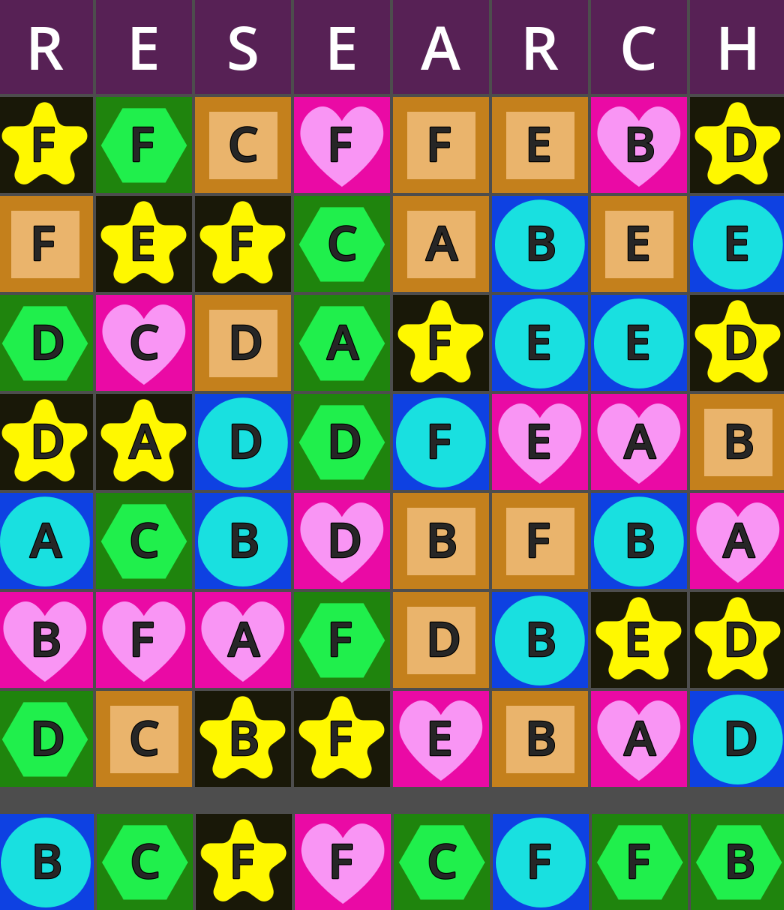 R E S E A R C H
F F C F F E B D
F E F C A B E E
D C D A F E E D
D A D D F E A B
A C B D B F B A
B F A F D B E D
D C B F E B A D
B C F F C F F B